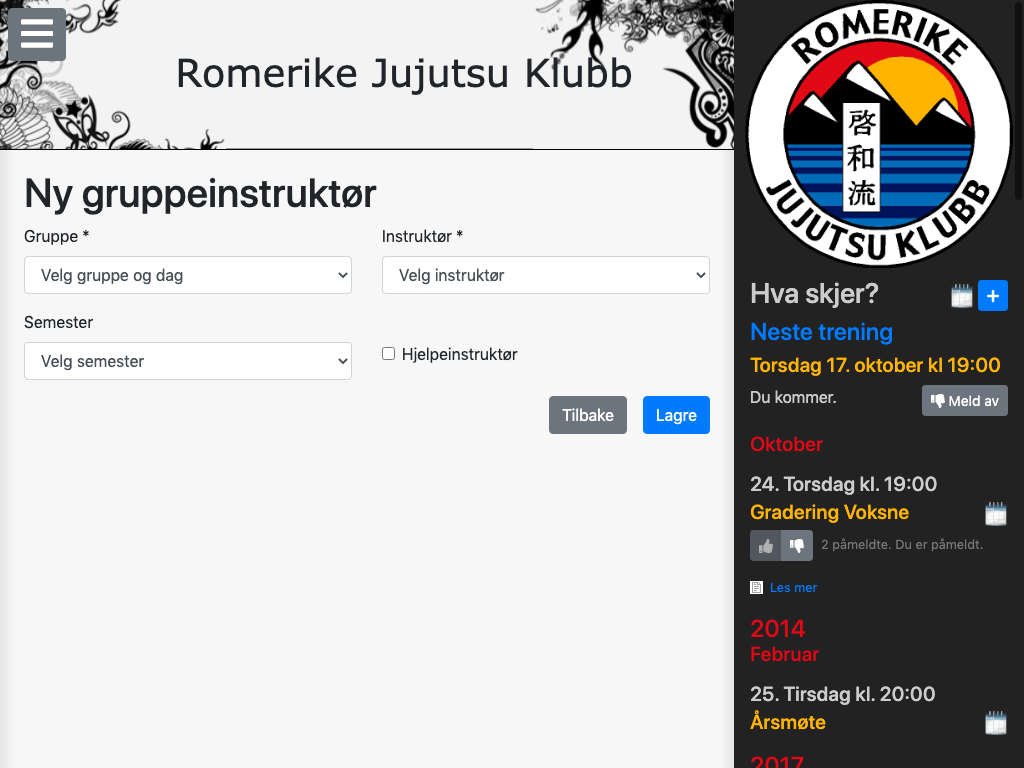 Romerike Jujutsu Klubb
Ny gruppeinstruktør
Gruppe *
Instruktør *
Velg gruppe og dag
Velg instruktør
Semester
Velg semester
Hjelpeinstruktør
Tilbake
Lagre
ROMERIKE
啓和流
JUJUTSU KLUBB
Hva skjer?
+
Neste trening
Torsdag 17. oktober kl 19:00
Du kommer.
Meld av
Oktober
24. Torsdag kl. 19:00
Gradering Voksne
2 påmeldte. Du er påmeldt.
Les mer
2014
Februar
25. Tirsdag kl. 20:00
Årsmøte
2017